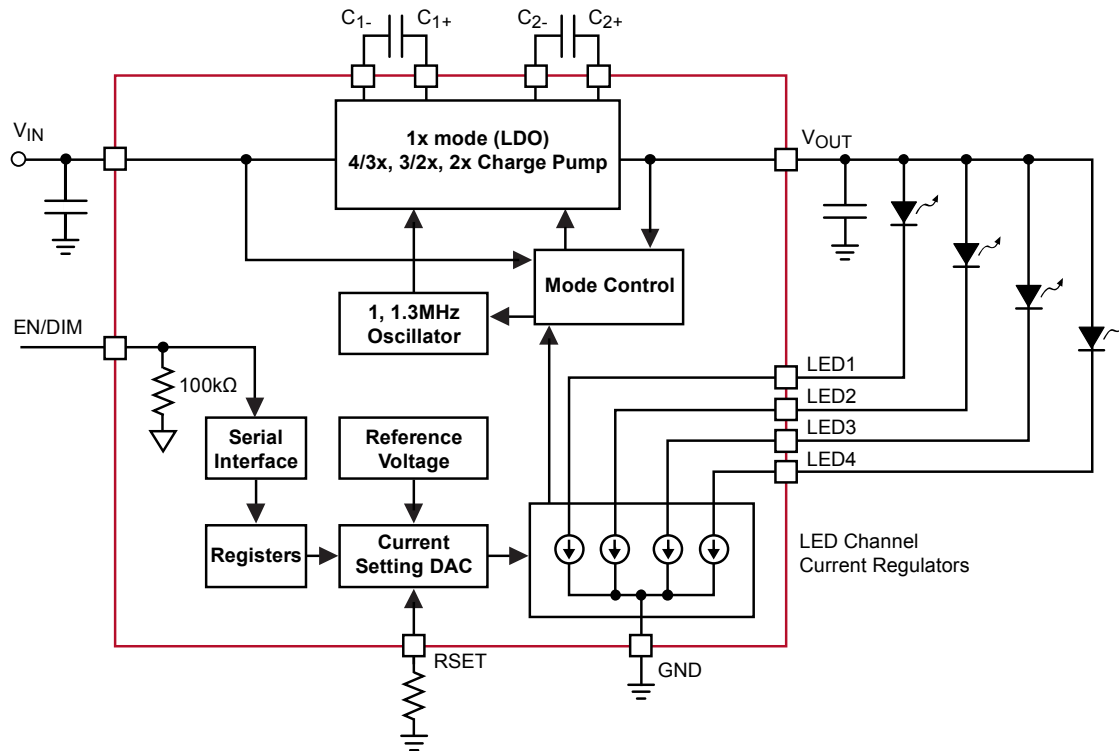 C1- C1+ C2- C2+
VIN
1x mode (LDO)
4/3x, 3/2x, 2x Charge Pump
VOUT
Mode Control
1, 1.3MHz
Oscillator
EN/DIM
100kΩ
LED1
LED2
LED3
LED4
Serial
Interface
Reference
Voltage
Registers
Current
Setting DAC
LED Channel
Current Regulators
RSET
GND